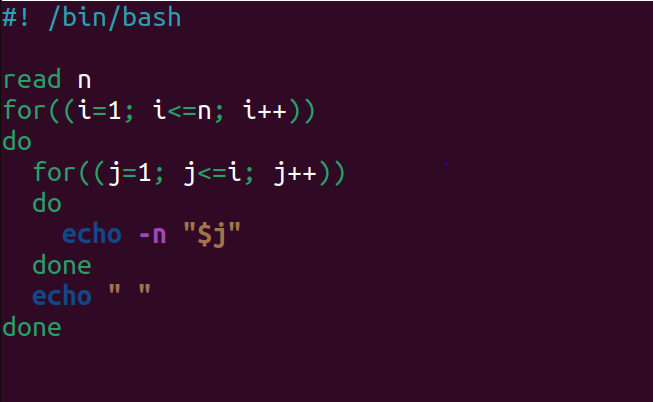 #! /bin/bash

read n
for((i=1; i<=n; i++))
do
  for((j=1; j<=i; j++))
  do
    echo -n "$j"
  done
  echo " "
done